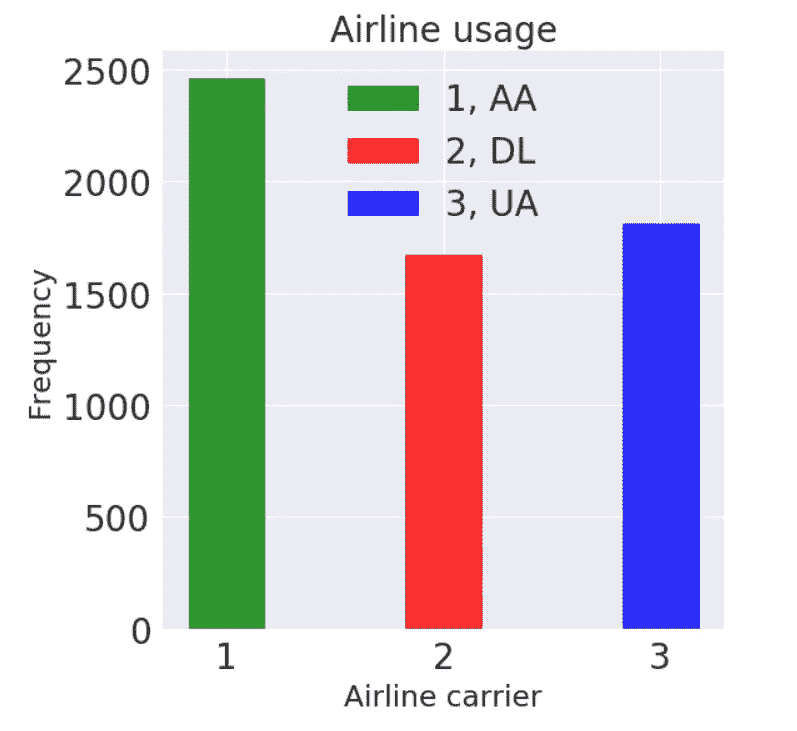 Airline usage
2500
2000
1500
1000
500
0
Frequency
1, AA
2, DL
3, UA
1 2 3
Airline carrier